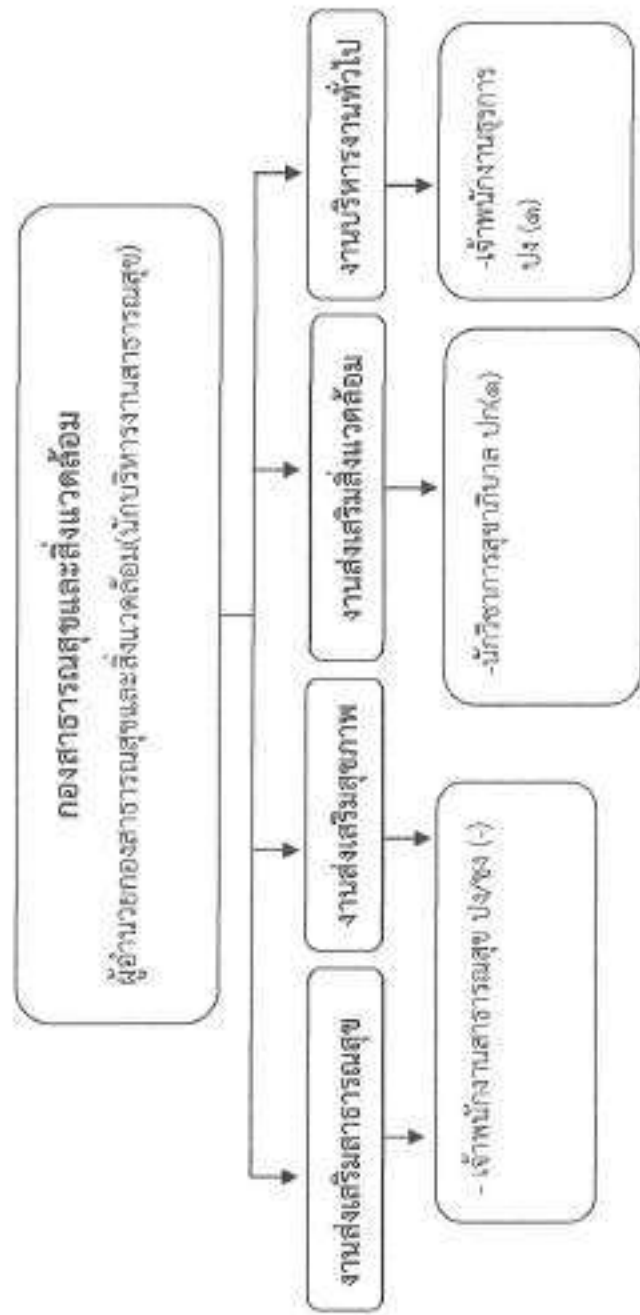 กองสาธารณสุขและสิ่งแวดล้อม
ผู้อำนวยกองสาธารณสุขและสิ่งแวดล้อม(นักบริหารงานสาธารณสุข)
งานส่งเสริมสาธารณสุข
งานส่งเสริมสุขภาพ
งานส่งเสริมสิ่งแวดล้อม
งานบริหารงานทั่วไป
- เจ้าพนักงานสาธารณสุข ปง/ชง (-)
-นักวิชาการสุขาภิบาล ปก(๑)
-เจ้าพนักงานธุรการ
ปง (๑)